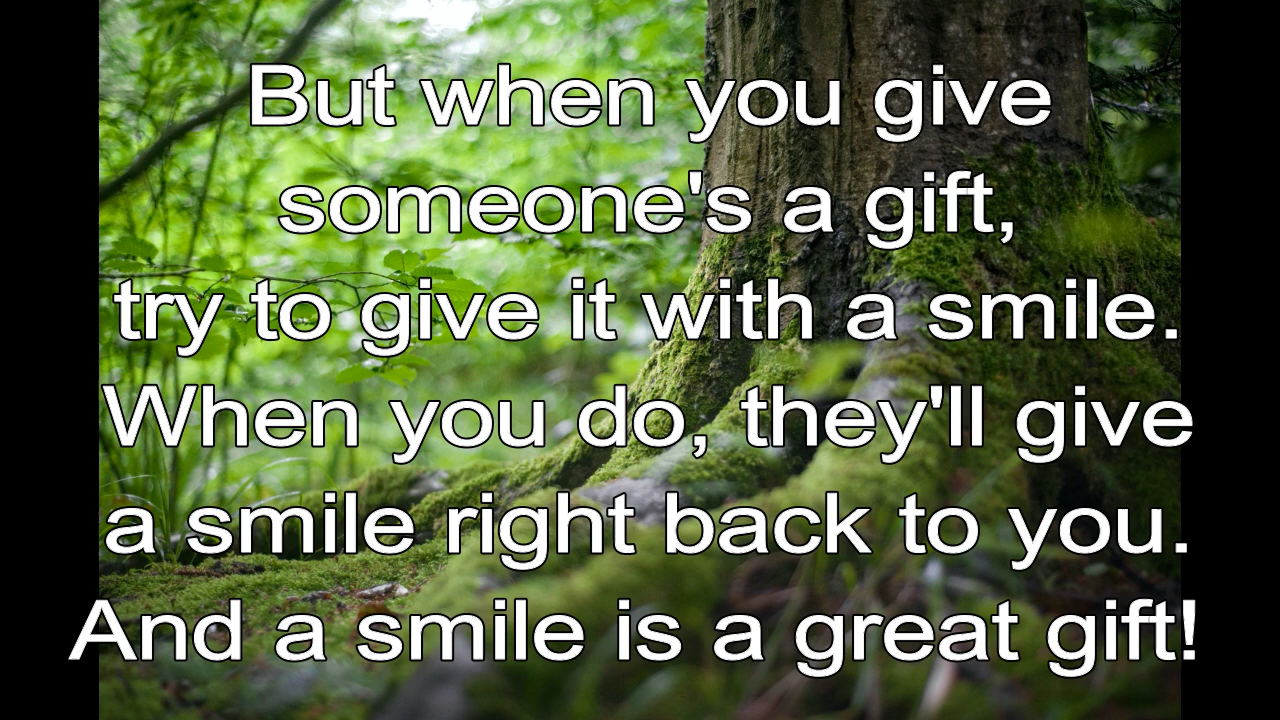 But when you give
someone's a gift,
try to give it with a smile.
When you do, they'll give
a smile right back to you.
And a smile is a great gift!